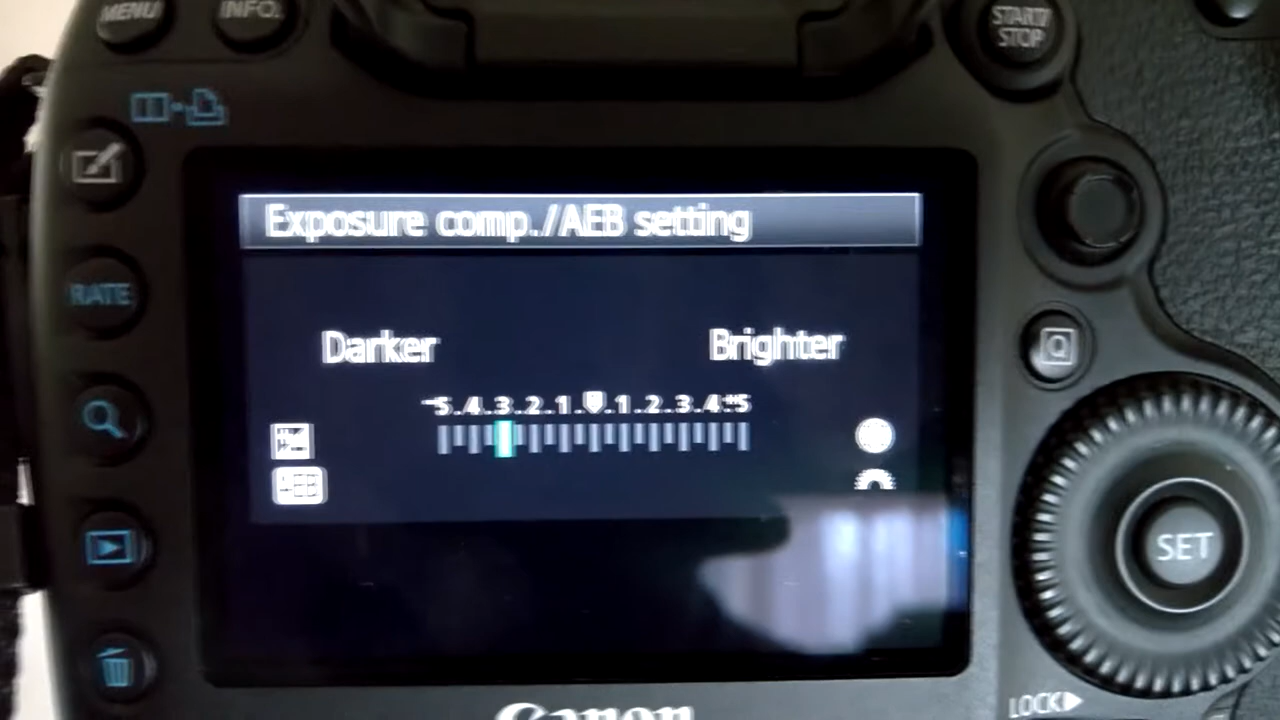 MENU
INFO.
START/
STOP
RATE
Exposure comp./AEB setting
Darker
Brighter
-5.4.3.2.1.0.1.2.3.4.+5
Q
SET
LOCK▶
Canon